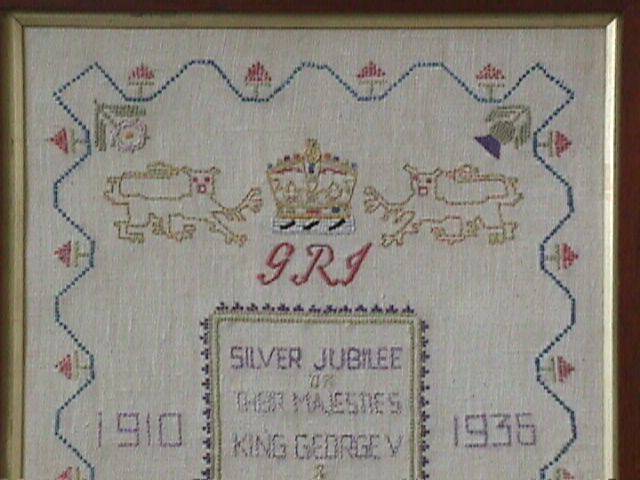 GRI
SILVER JUBILEE
OF
THEIR MAJESTIES
1910 KING GEORGE V 1935
&